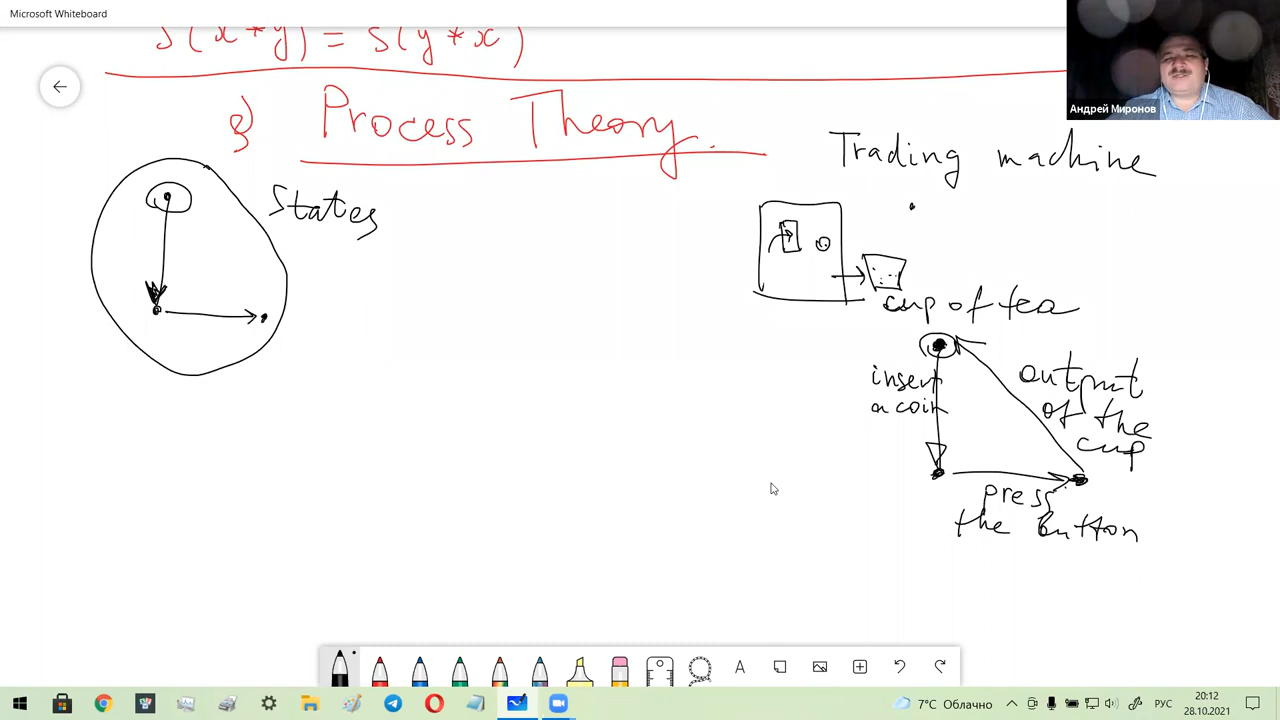 Microsoft Whiteboard
S(x*y) = S(y*x)
3) Process Theory.
Андрей Миронов
Trading machine
States
cup of tea
insert
a coin
output
of the
cup
press
the button
A
7°C Облачно
РУС
20:12
28.10.2021